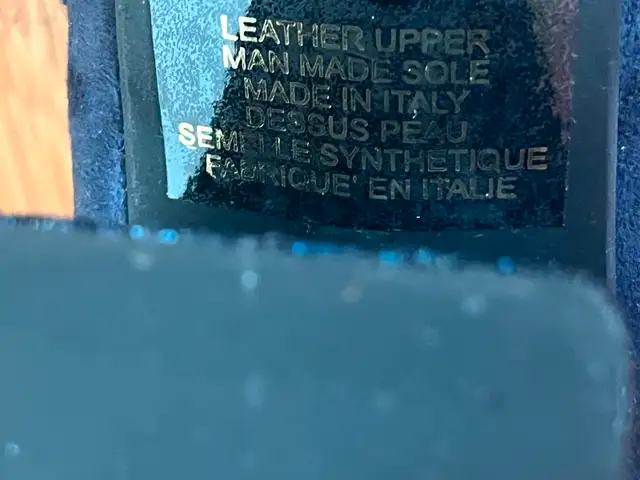 LEATHER UPPER
MAN MADE SOLE
MADE IN ITALY
DESSUS PEAU
SEMELLE SYNTHETIQUE
FABRIQUE' EN ITALIE